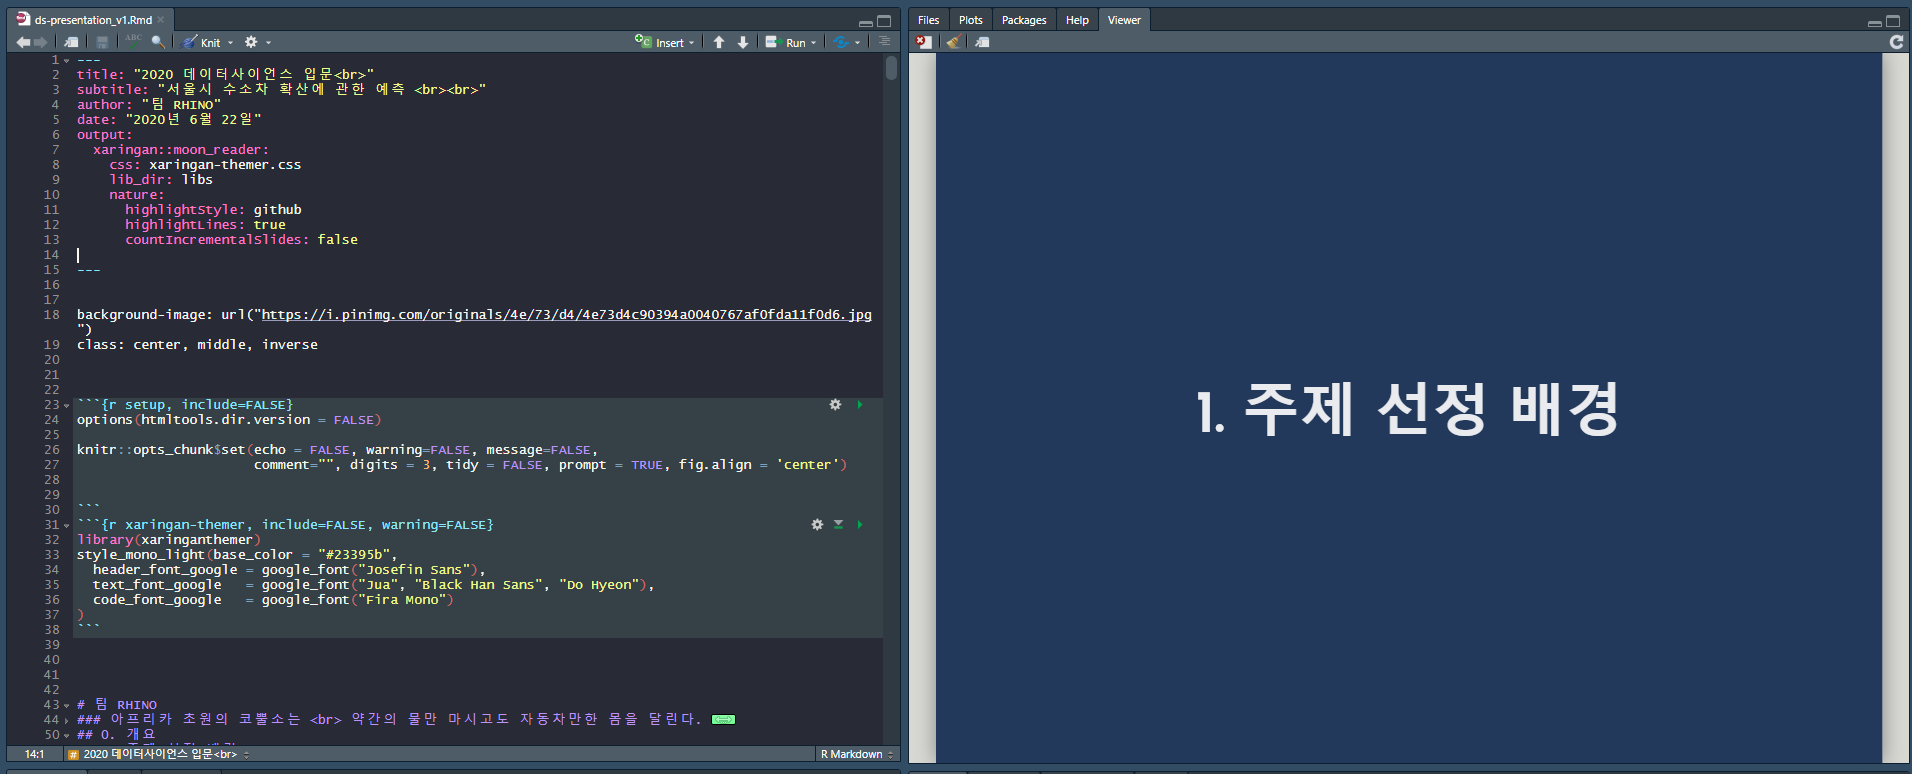 ds-presentation_v1.Rmd
ABC Knit Insert Run
1 ---
2 title: "2020 데이터사이언스 입문<br>"
3 subtitle: "서울시 수소차 확산에 관한 예측 <br><br>"
4 author: "팀 RHINO"
5 date: "2020년 6월 22일"
6 output:
7 xaringan::moon_reader:
8 css: xaringan-themer.css
9 lib_dir: libs
10 nature:
11 highlightStyle: github
12 highlightLines: true
13 countIncrementalSlides: false
14
15 ---
16
17
18 background-image: url("https://i.pinimg.com/originals/4e/73/d4/4e73d4c90394a0040767af0fda11f0d6.jpg
")
19 class: center, middle, inverse
20
21
22
23 ```{r setup, include=FALSE}
24 options(htmltools.dir.version = FALSE)
25
26 knitr::opts_chunk$set(echo = FALSE, warning=FALSE, message=FALSE,
27 comment="", digits = 3, tidy = FALSE, prompt = TRUE, fig.align = 'center')
28
29
30 ```
31 ```{r xaringan-themer, include=FALSE, warning=FALSE}
32 library(xaringanthemer)
33 style_mono_light(base_color = "#23395b",
34 header_font_google = google_font("Josefin Sans"),
35 text_font_google = google_font("Jua", "Black Han Sans", "Do Hyeon"),
36 code_font_google = google_font("Fira Mono")
37 )
38 ```
39
40
41
42
43 # 팀 RHINO
44 ### 아프리카 초원의 코뿔소는 <br> 약간의 물만 마시고도 자동차만한 몸을 달린다.
50 ## 0. 개요
14:1 # 2020 데이터사이언스 입문<br> R Markdown
Files Plots Packages Help Viewer
1. 주제 선정 배경